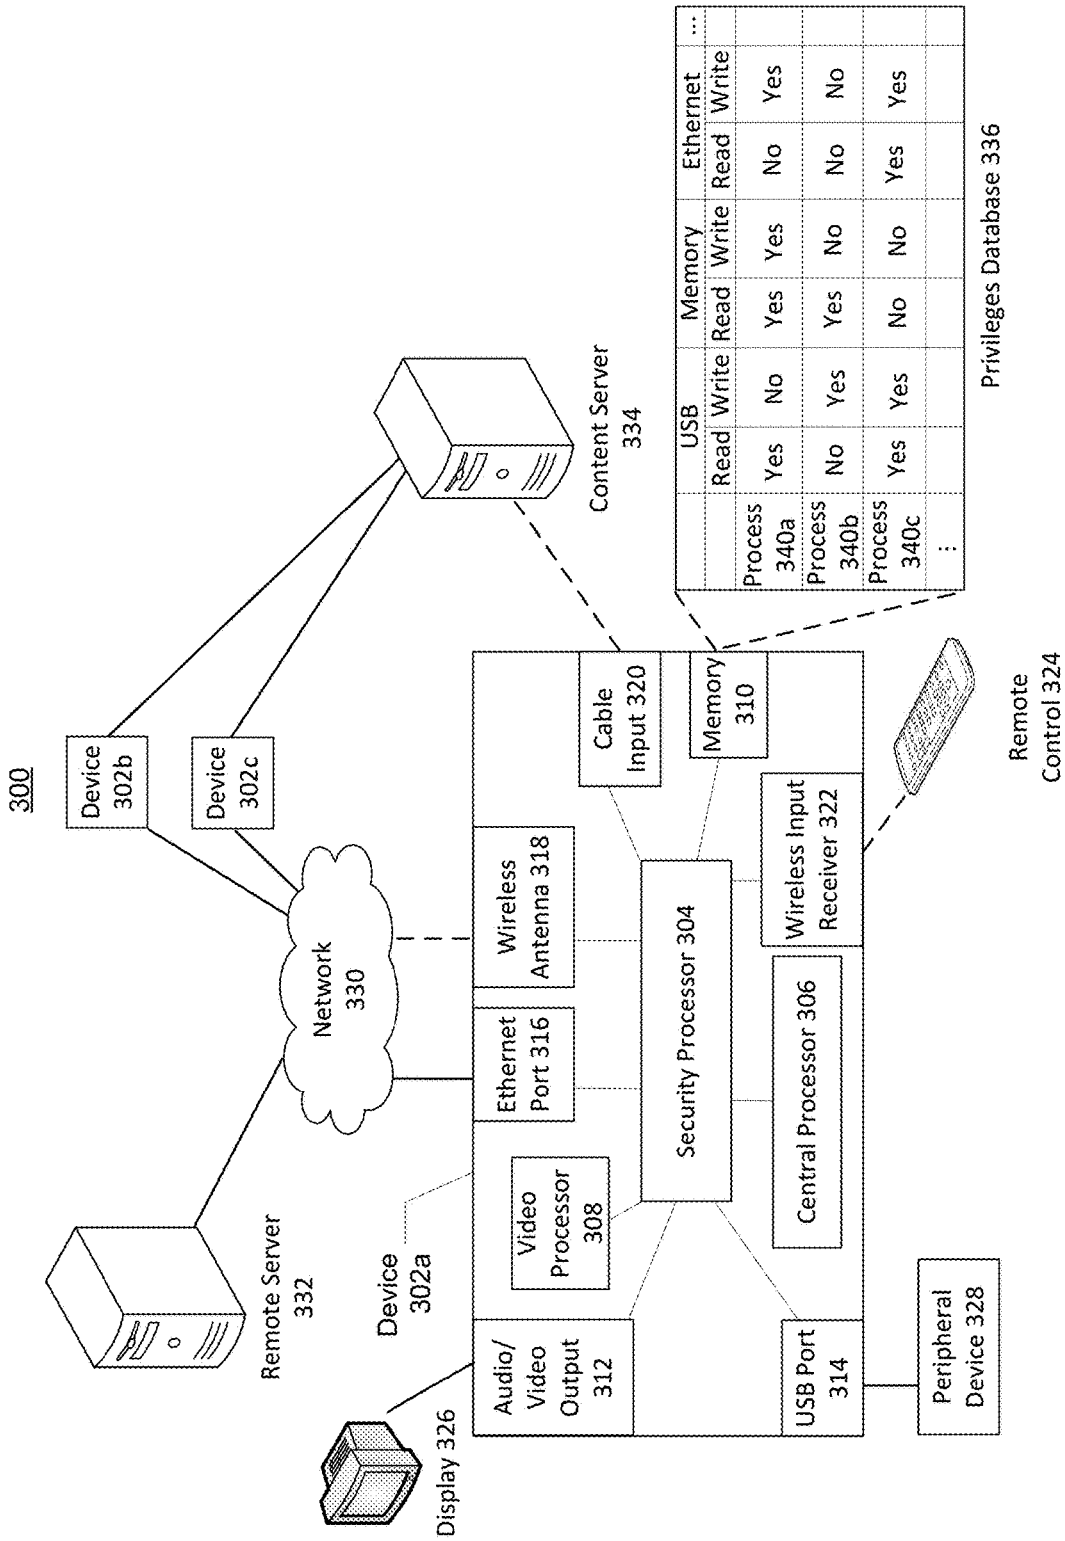 300
Remote Server
332
Network
330
Device
302b
Device
302c
Content Server
334
Display 326
Device
302a
Audio/
Video
Output
312
Video
Processor
308
Ethernet
Port 316
Wireless
Antenna 318
Cable
Input 320
Memory
310
Security Processor 304
Central Processor 306
Wireless Input
Receiver 322
USB Port
314
Peripheral
Device 328
Remote
Control 324
USB Memory Ethernet ...
Read Write Read Write Read Write
Process
340a Yes No Yes Yes No Yes
Process
340b No Yes Yes No No No
Process
340c Yes Yes No No Yes Yes
⋮
Privileges Database 336